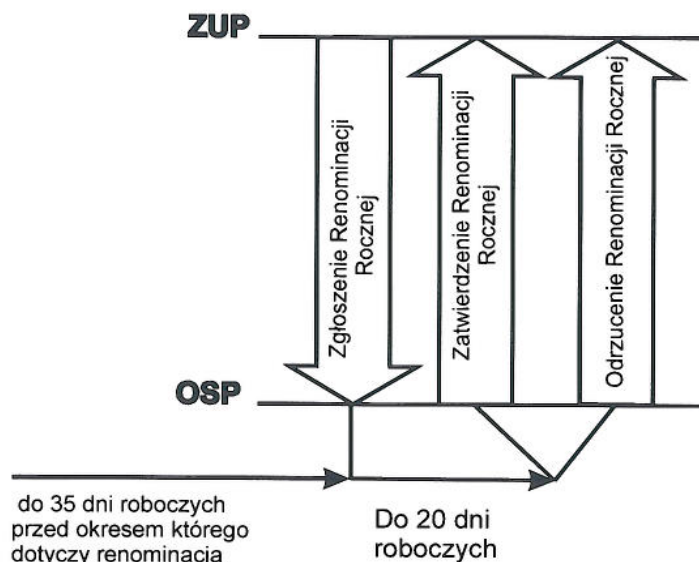 ZUP
Zgłoszenie Renominacji
Rocznej
Zatwierdzenie Renominacji
Rocznej
Odrzucenie Renominacji Rocznej
OSP
do 35 dni roboczych
przed okresem którego
dotyczy renominacja
Do 20 dni
roboczych